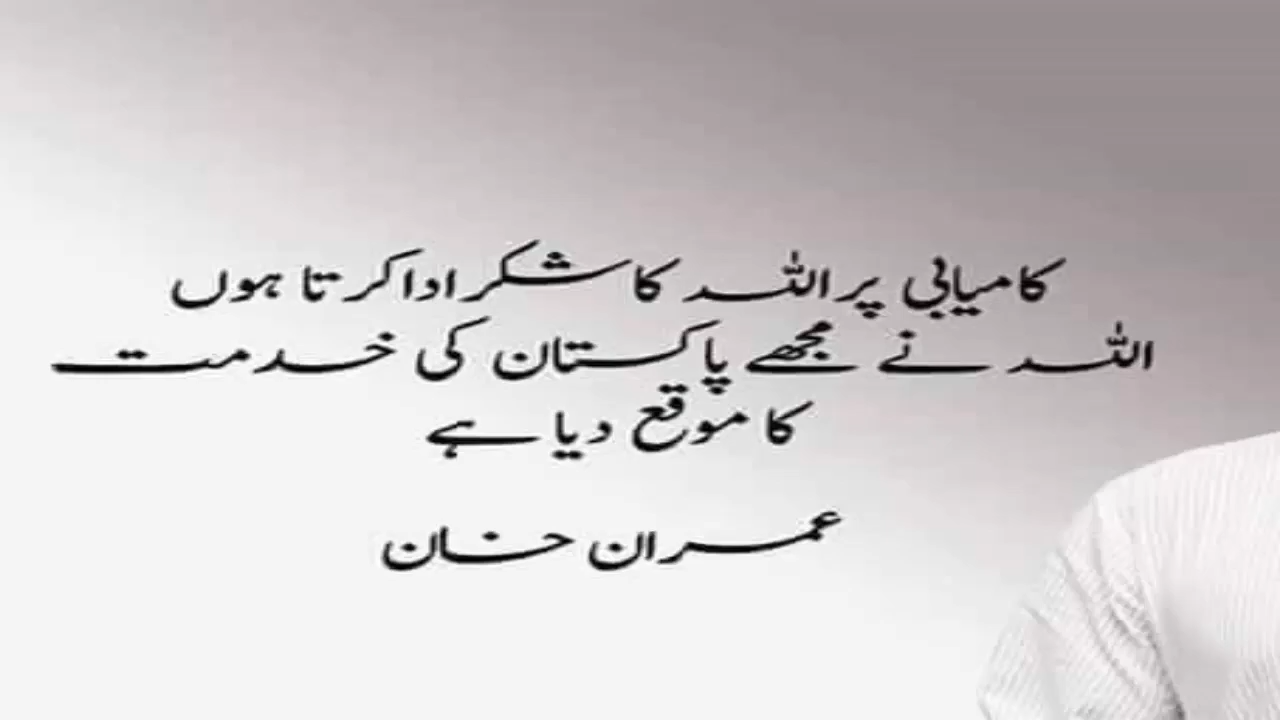 کامیابی پر اللہ کا شکر ادا کرتا ہوں
اللہ نے مجھے پاکستان کی خدمت
کا موقع دیا ہے
عمران خان